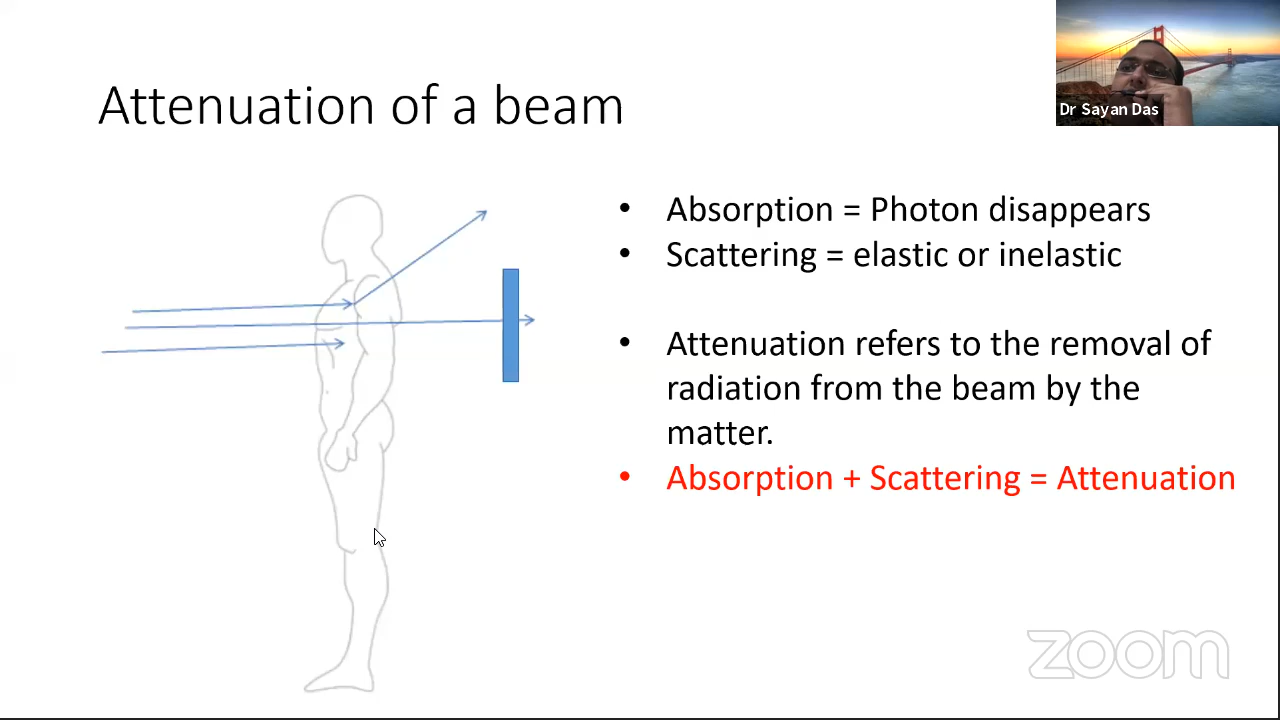 Attenuation of a beam
Dr Sayan Das
• Absorption = Photon disappears
• Scattering = elastic or inelastic
• Attenuation refers to the removal of
radiation from the beam by the
matter.
• Absorption + Scattering = Attenuation
zoom